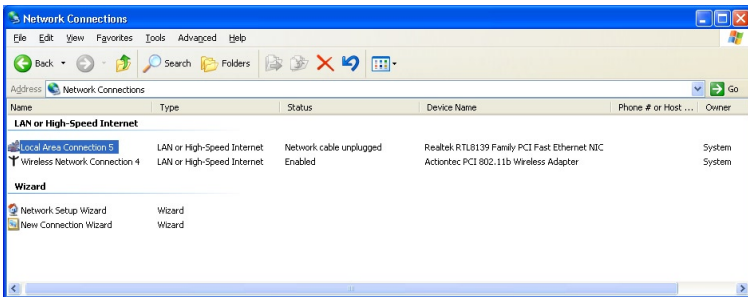 Network Connections
File Edit View Favorites Tools Advanced Help
Back Search Folders
Address Network Connections Go
Name Type Status Device Name Phone # or Host ... Owner
LAN or High-Speed Internet
Local Area Connection 5 LAN or High-Speed Internet Network cable unplugged Realtek RTL8139 Family PCI Fast Ethernet NIC System
Wireless Network Connection 4 LAN or High-Speed Internet Enabled Actiontec PCI 802.11b Wireless Adapter System
Wizard
Network Setup Wizard Wizard
New Connection Wizard Wizard